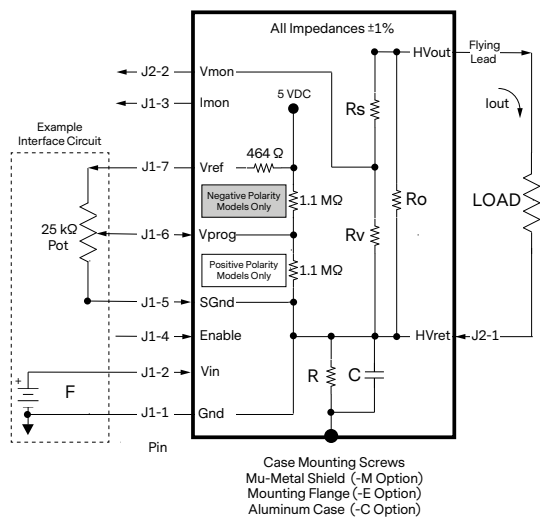 All Impedances ±1%
HVout
Flying
Lead
J2-2
Vmon
J1-3
Imon
5 VDC
Rs
Iout
Example
Interface Circuit
J1-7
Vref
464 Ω
Negative Polarity
Models Only
1.1 MΩ
Ro
LOAD
25 kΩ
Pot
J1-6
Vprog
Rv
Positive Polarity
Models Only
1.1 MΩ
J1-5
SGnd
J1-4
Enable
HVret
J2-1
J1-2
Vin
R
C
+
F
J1-1
Gnd
Pin
Case Mounting Screws
Mu-Metal Shield (-M Option)
Mounting Flange (-E Option)
Aluminum Case (-C Option)